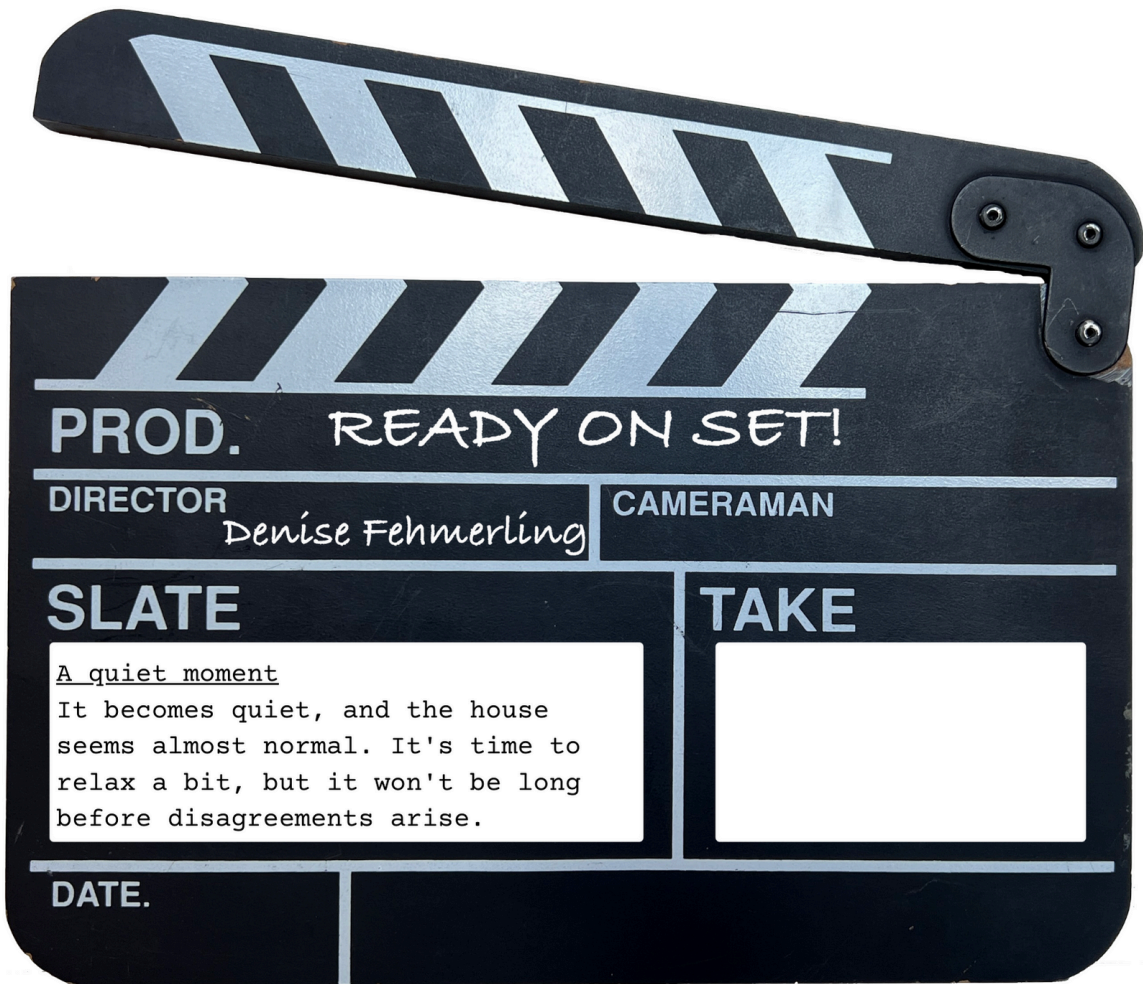 PROD. READY ON SET!
DIRECTOR
Denise Fehmerling
CAMERAMAN
SLATE
A quiet moment
It becomes quiet, and the house
seems almost normal. It's time to
relax a bit, but it won't be long
before disagreements arise.
TAKE
DATE.